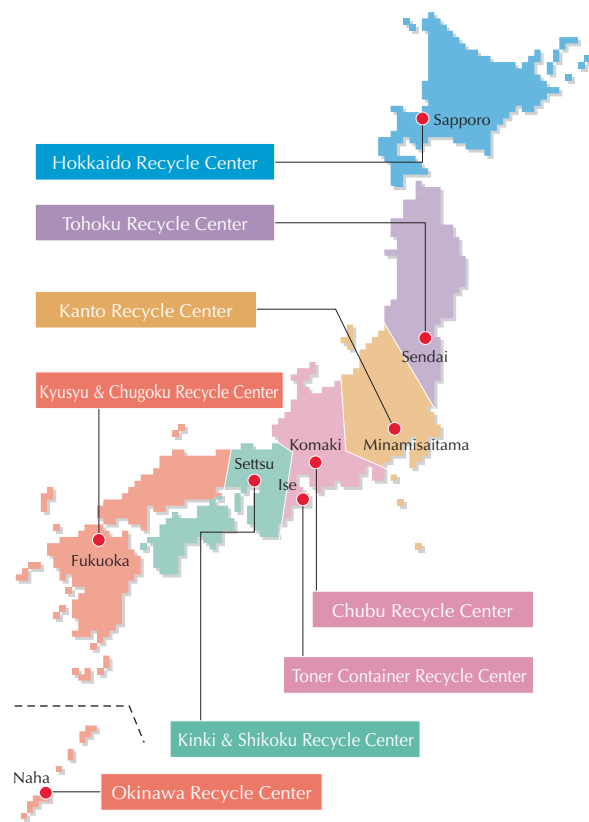 Sapporo
Hokkaido Recycle Center
Tohoku Recycle Center
Kanto Recycle Center
Sendai
Kyusyu & Chugoku Recycle Center
Komaki
Minamisaitama
Settsu
Ise
Fukuoka
Chubu Recycle Center
Toner Container Recycle Center
Kinki & Shikoku Recycle Center
Naha
Okinawa Recycle Center